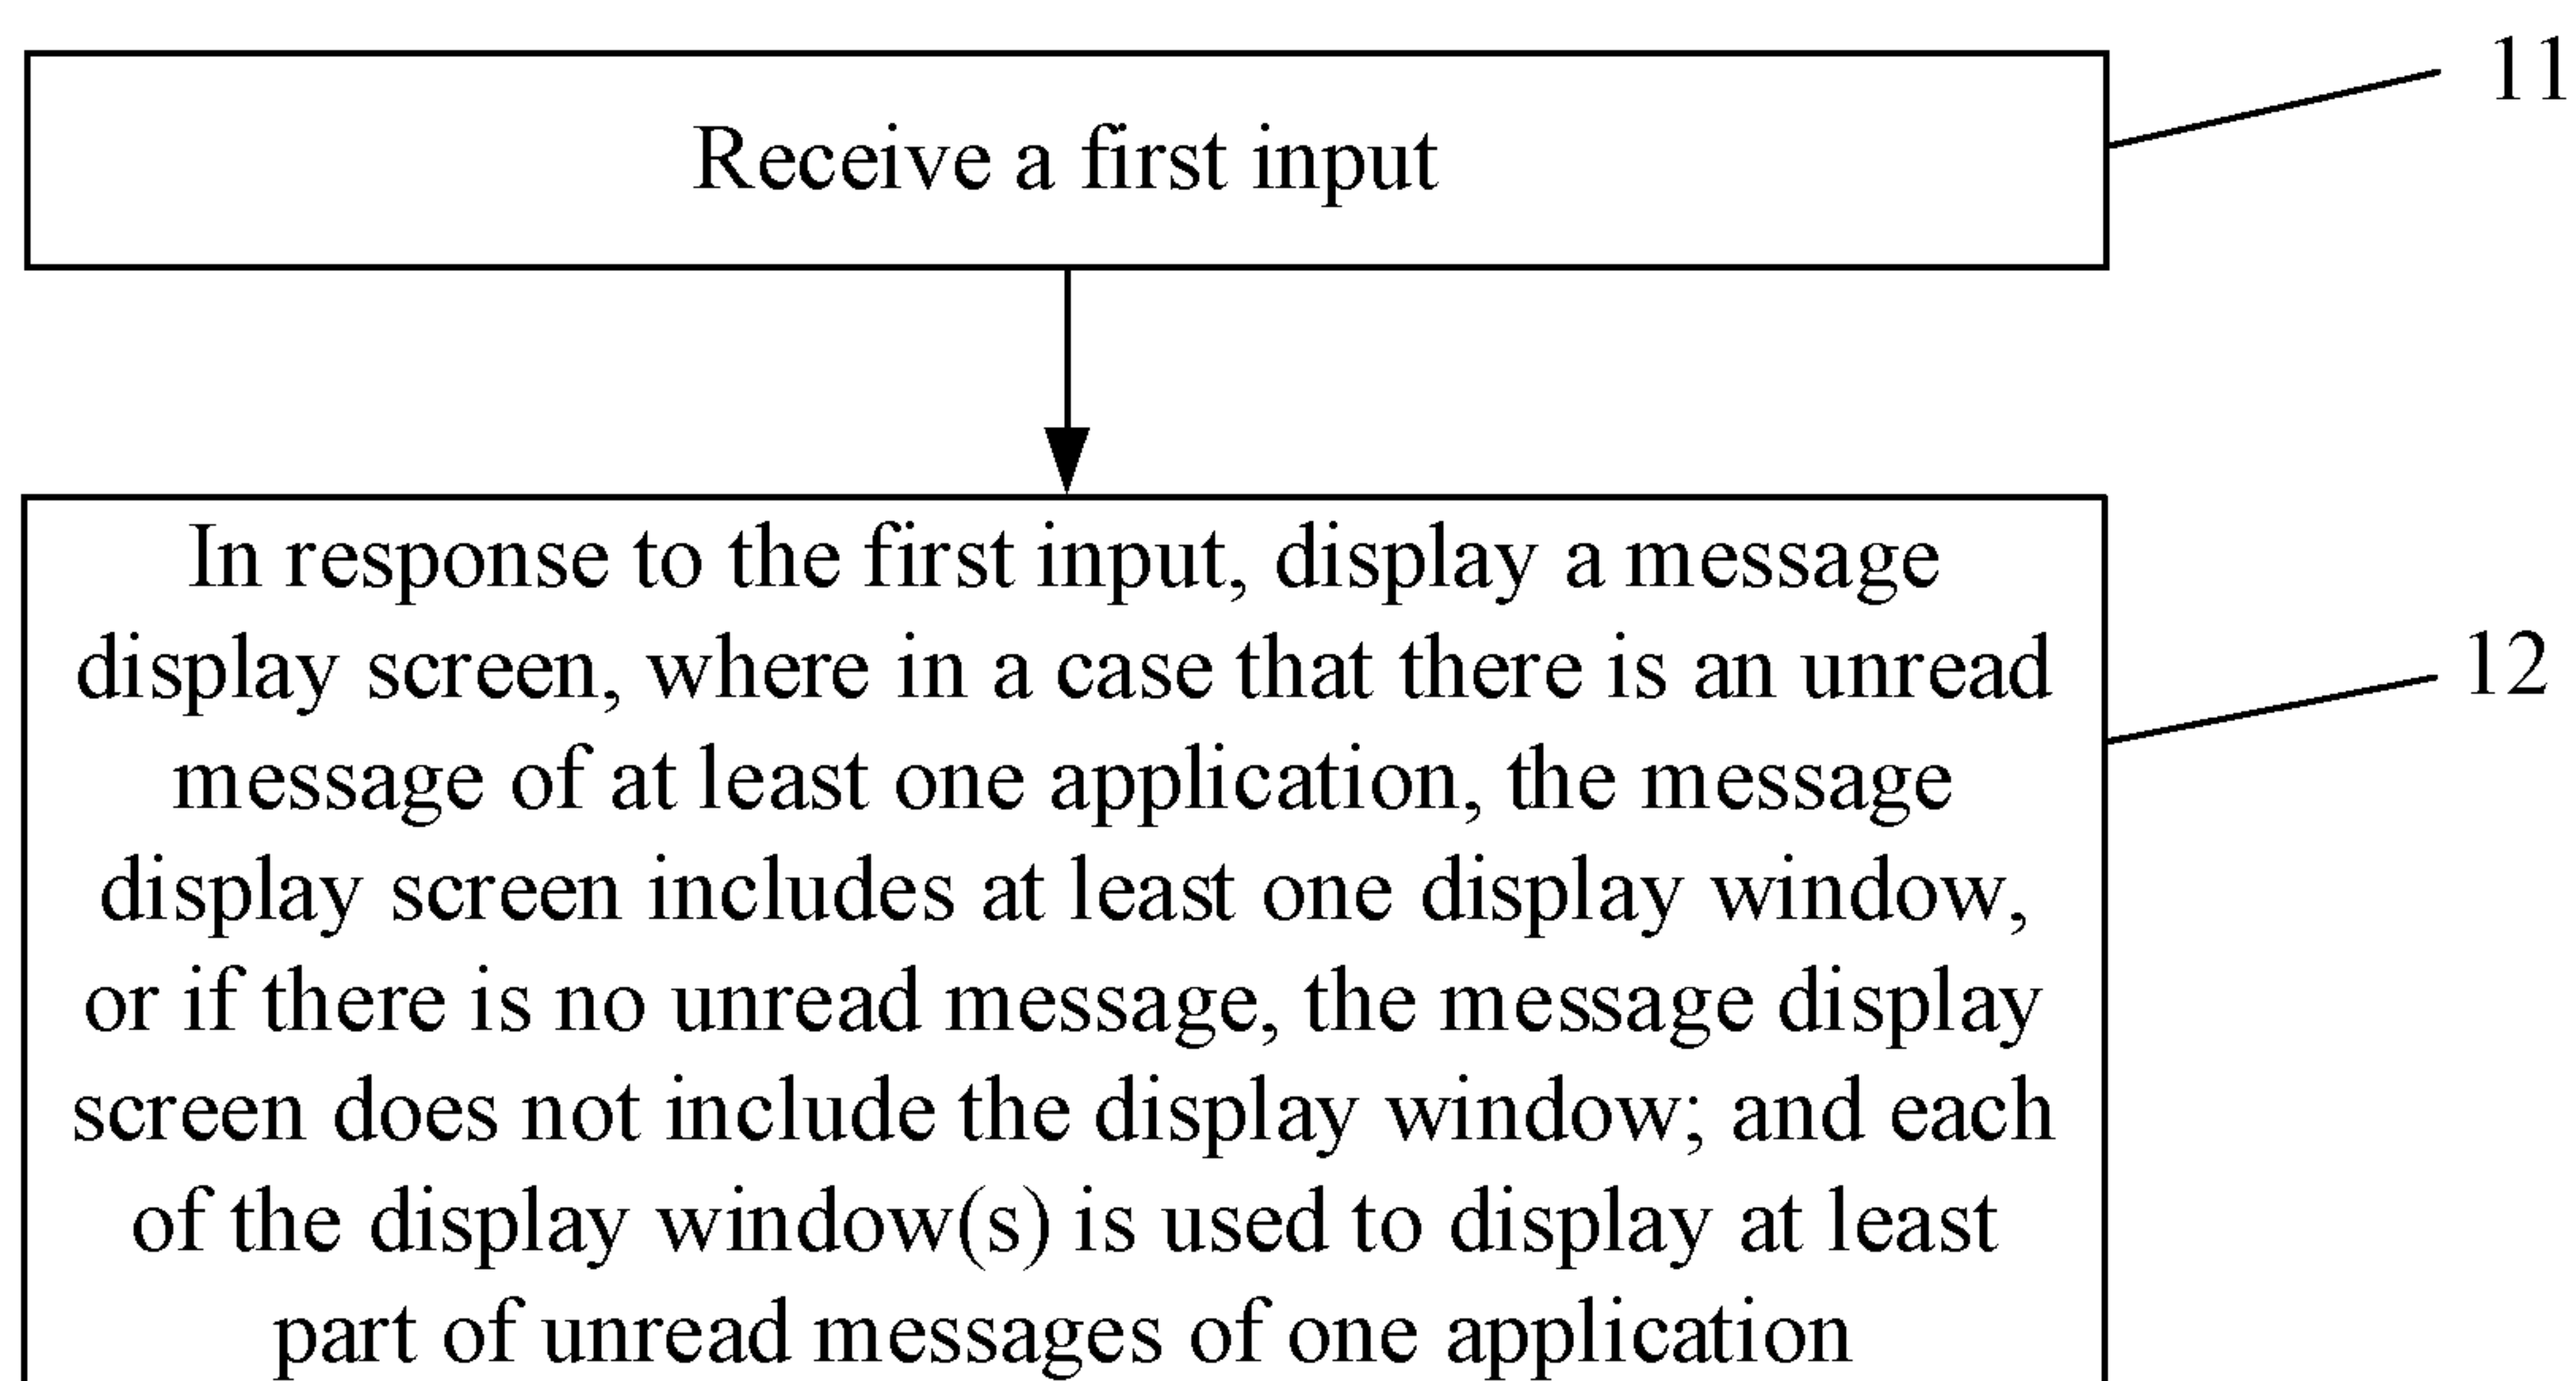 11
Receive a first input
In response to the first input, display a message
display screen, where in a case that there is an unread
12
message of at least one application, the message
display screen includes at least one display window,
or if there is no unread message, the message display
screen does not include the display window; and each
of the display window(s) is used to display at least
part of unread messages of one application